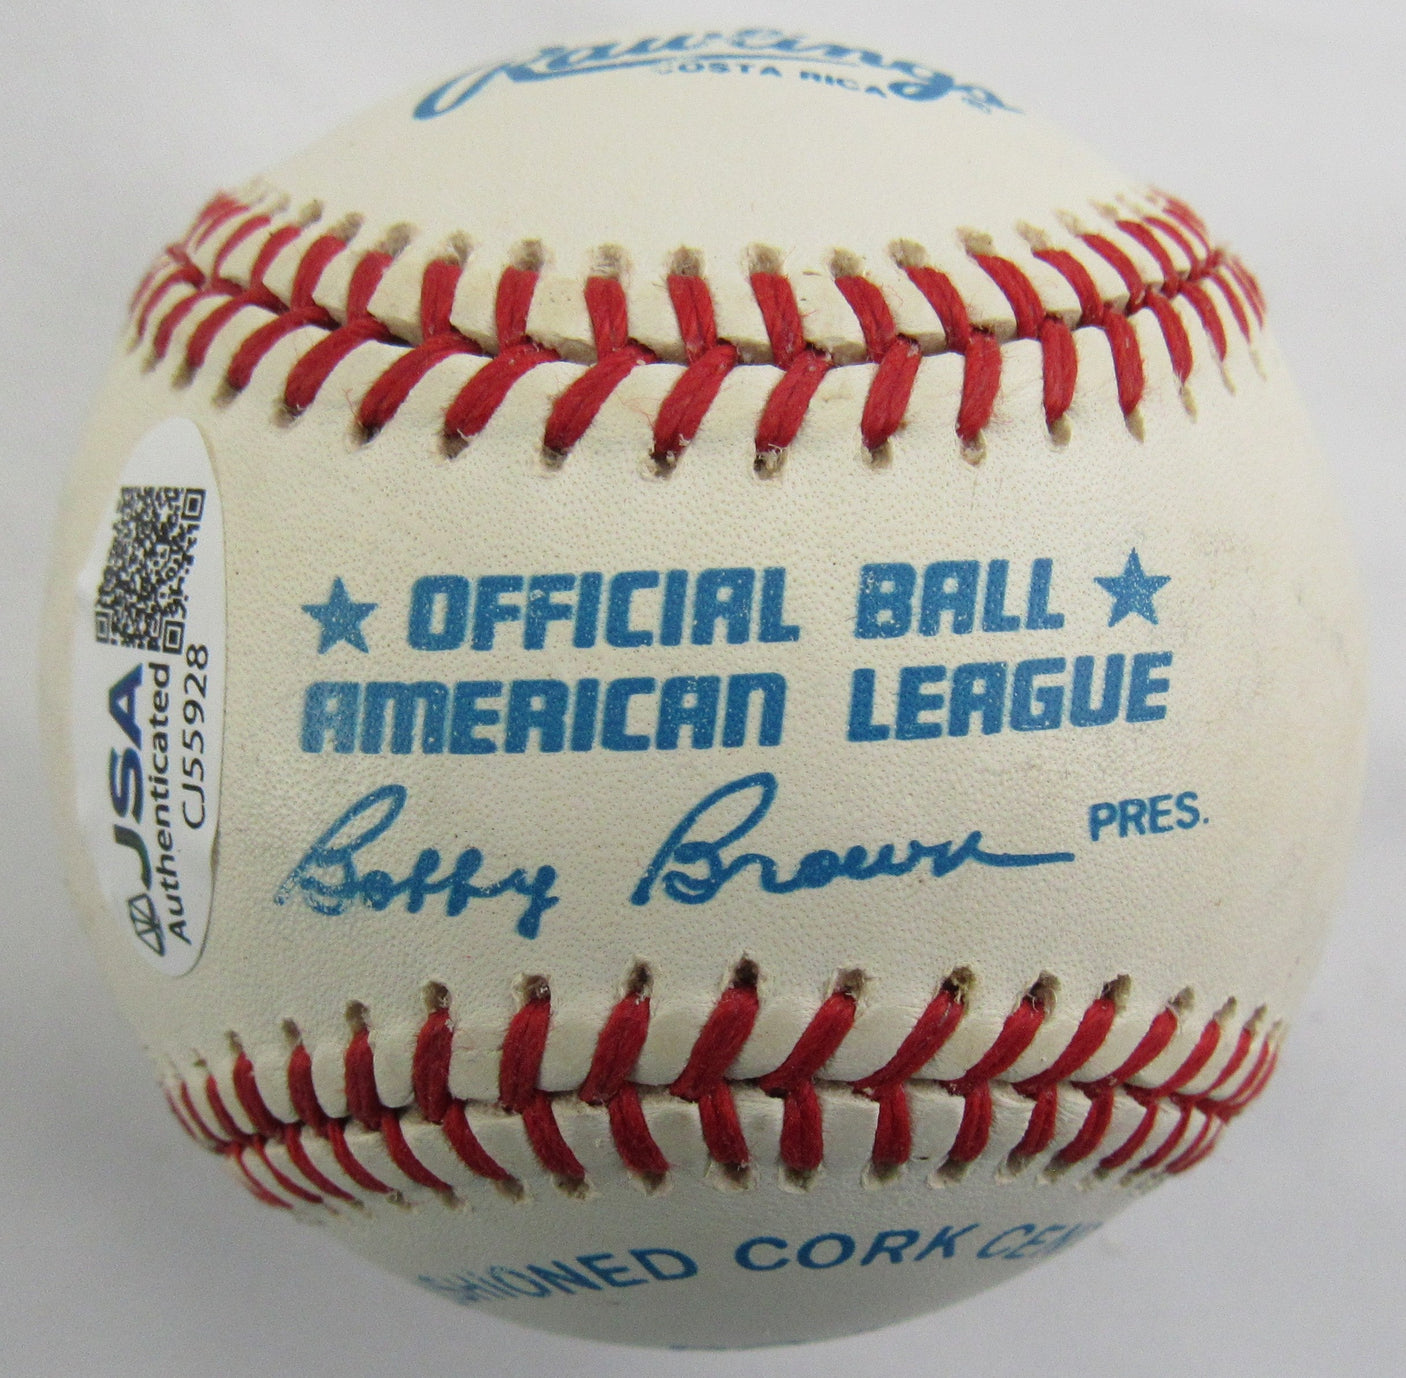 Rawlings
COSTA RICA
OFFICIAL BALL
AMERICAN LEAGUE
Bobby Brown PRES.
CORK
JSA
Authenticated
CJ55928